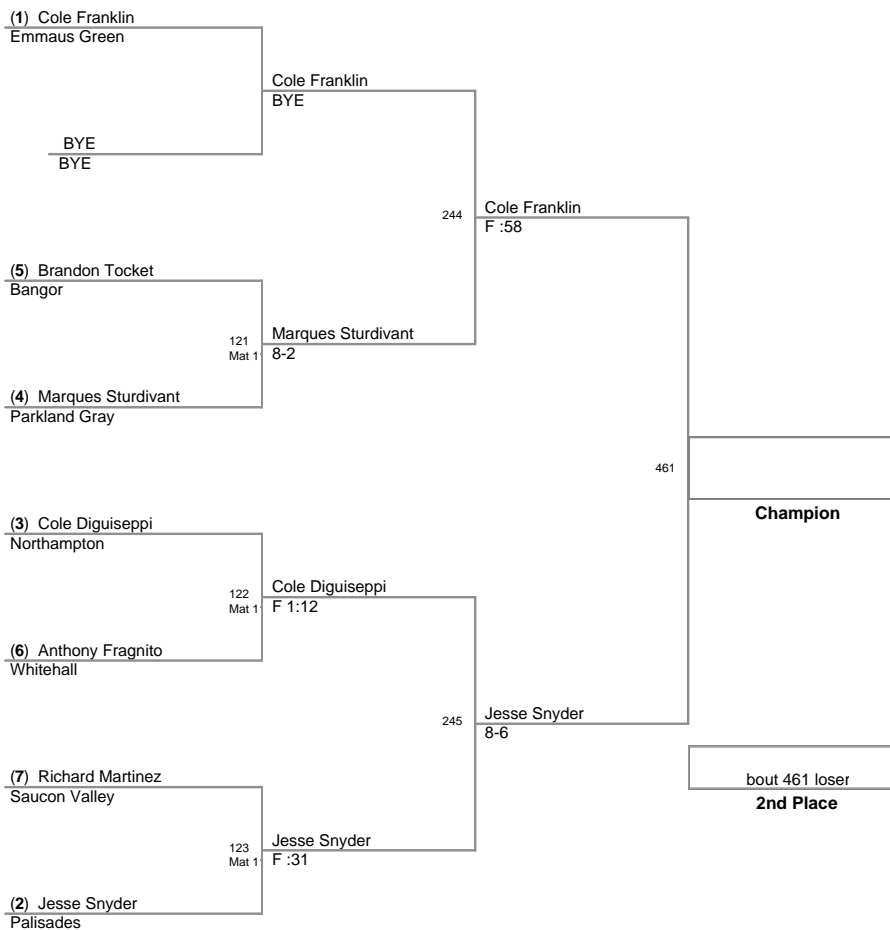 (1) Cole Franklin
Emmaus Green
Cole Franklin
BYE
BYE
BYE
Cole Franklin
244
F :58
(5) Brandon Tocket
Bangor
Marques Sturdivant
121
Mat 1
8-2
(4) Marques Sturdivant
Parkland Gray
461
Champion
(3) Cole Diguiseppi
Northampton
Cole Diguiseppi
122
Mat 1
F 1:12
(6) Anthony Fragnito
Whitehall
Jesse Snyder
245
8-6
(7) Richard Martinez
Saucon Valley
bout 461 loser
2nd Place
Jesse Snyder
123
Mat 1
F :31
(2) Jesse Snyder
Palisades